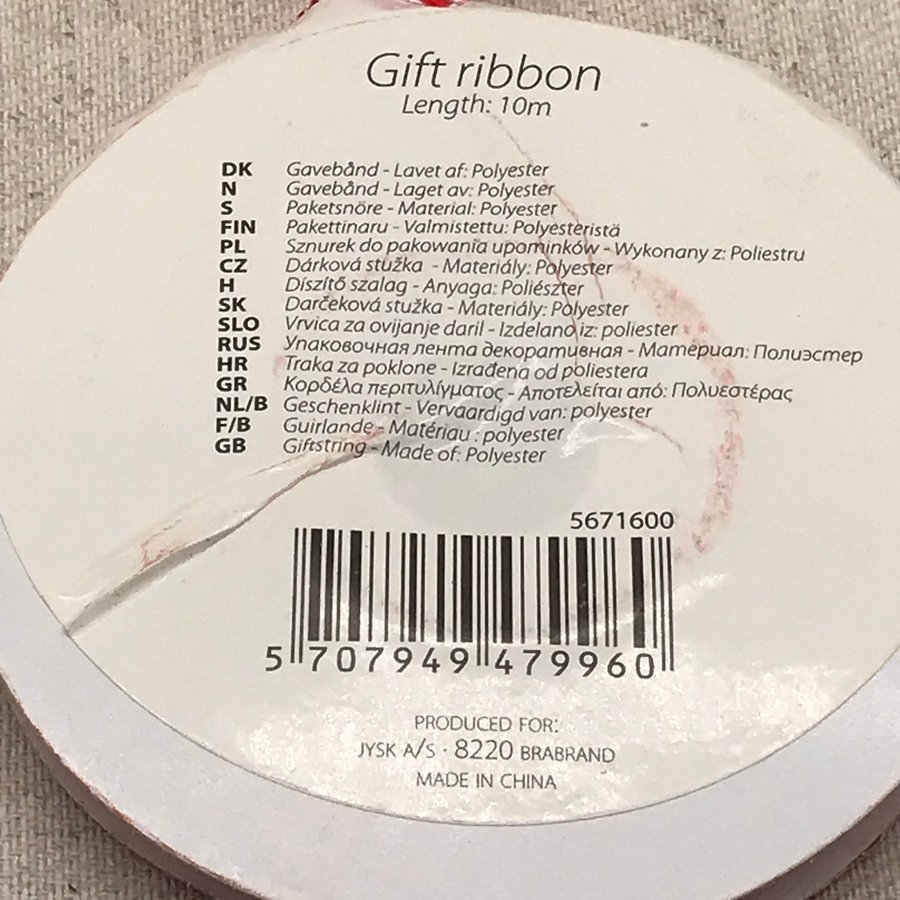 Gift ribbon
Length: 10m
DK Gavebånd - Lavet af: Polyester
N Gavebånd - Laget av: Polyester
S Paketsnöre - Material: Polyester
FIN Pakettinaru - Valmistettu: Polyesteristä
PL Sznurek do pakowania upominków - Wykonany z: Poliestru
CZ Dárková stužka - Materiály: Polyester
H Díszítő szalag - Anyaga: Poliészter
SK Darčeková stužka - Materiály: Polyester
SLO Vrvica za ovijanje daril - Izdelano iz: poliester
RUS Упаковочная лента декоративная - Материал: Полиэстер
HR Traka za poklone - Izrađena od poliestera
GR Κορδέλα περιτυλίγματος - Αποτελείται από: Πολυεστέρας
NL/B Geschenklint - Vervaardigd van: polyester
F/B Guirlande - Matériau : polyester
GB Giftstring - Made of: Polyester
5671600
5 707949 479960
PRODUCED FOR:
JYSK A/S · 8220 BRABRAND
MADE IN CHINA